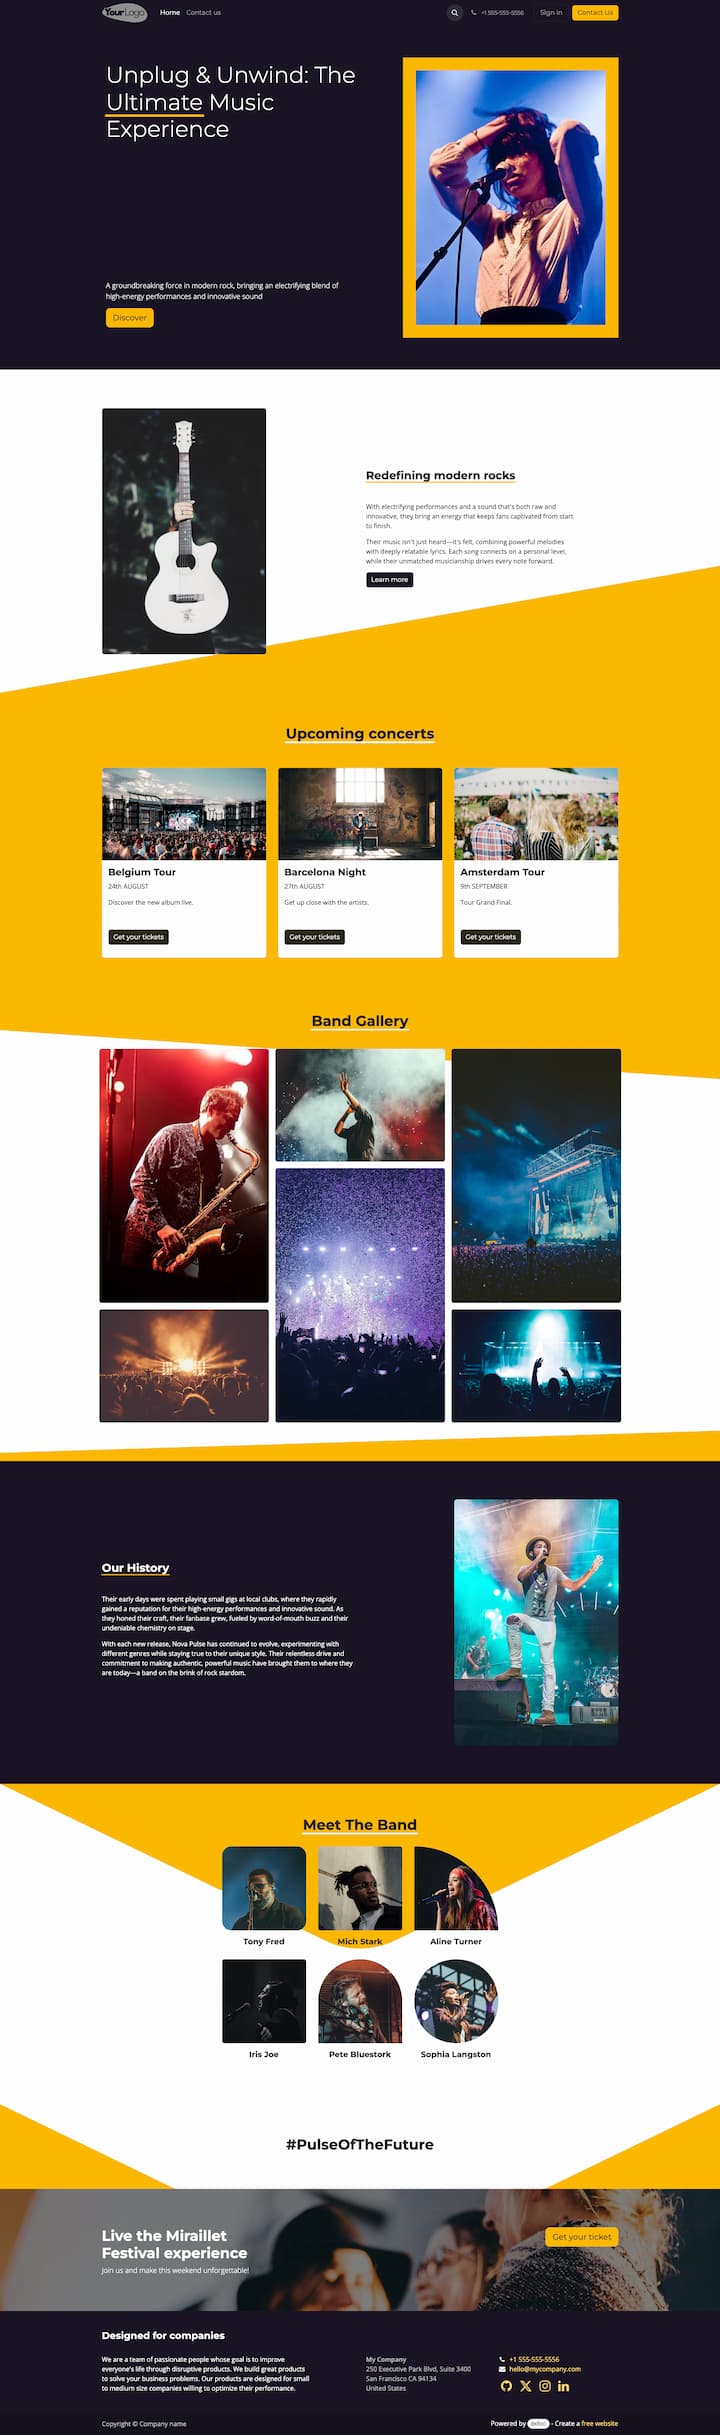 YourLogo
Home
Contact us
+1 555-555-5556
Sign in
Contact Us
Unplug & Unwind: The
Ultimate Music
Experience
A groundbreaking force in modern rock, bringing an electrifying blend of
high-energy performances and innovative sound
Discover
Redefining modern rocks
With electrifying performances and a sound that's both raw and
innovative, they bring an energy that keeps fans captivated from start
to finish.
Their music isn't just heard—it's felt, combining powerful melodies
with deeply relatable lyrics. Each song connects on a personal level,
while their unmatched musicianship drives every note forward.
Learn more
Upcoming concerts
Belgium Tour
24th AUGUST
Discover the new album live.
Get your tickets
Barcelona Night
27th AUGUST
Get up close with the artists.
Get your tickets
Amsterdam Tour
9th SEPTEMBER
Tour Grand Final.
Get your tickets
Band Gallery
Our History
Their early days were spent playing small gigs at local clubs, where they rapidly
gained a reputation for their high-energy performances and innovative sound. As
they honed their craft, their fanbase grew, fueled by word-of-mouth buzz and their
undeniable chemistry on stage.
With each new release, Nova Pulse has continued to evolve, experimenting with
different genres while staying true to their unique style. Their relentless drive and
commitment to making authentic, powerful music have brought them to where they
are today—a band on the brink of rock stardom.
Meet The Band
Tony Fred
Mich Stark
Aline Turner
Iris Joe
Pete Bluestork
Sophia Langston
#PulseOfTheFuture
Live the Miraillet
Festival experience
Join us and make this weekend unforgettable!
Get your ticket
Designed for companies
We are a team of passionate people whose goal is to improve
everyone's life through disruptive products. We build great products
to solve your business problems. Our products are designed for small
to medium size companies willing to optimize their performance.
My Company
250 Executive Park Blvd, Suite 3400
San Francisco CA 94134
United States
+1 555-555-5556
hello@mycompany.com
Copyright © Company name
Powered by odoo - Create a free website